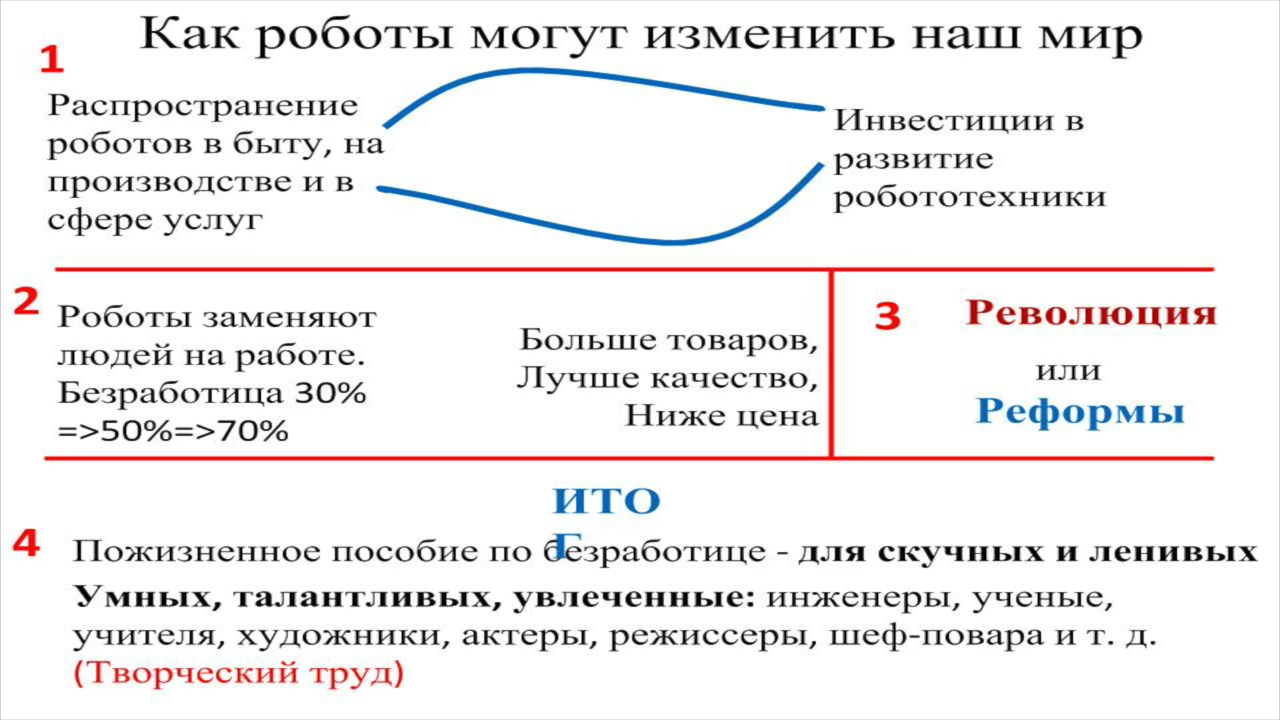 Как роботы могут изменить наш мир
1
Распространение
роботов в быту, на
производстве и в
сфере услуг
Инвестиции в
развитие
робототехники
2
Роботы заменяют
людей на работе.
Безработица 30%
=>50%=>70%
Больше товаров,
Лучше качество,
Ниже цена
3
Революция
или
Реформы
ИТО
Г
4
Пожизненное пособие по безработице - для скучных и ленивых
Умных, талантливых, увлеченные: инженеры, ученые,
учителя, художники, актеры, режиссеры, шеф-повара и т. д.
(Творческий труд)